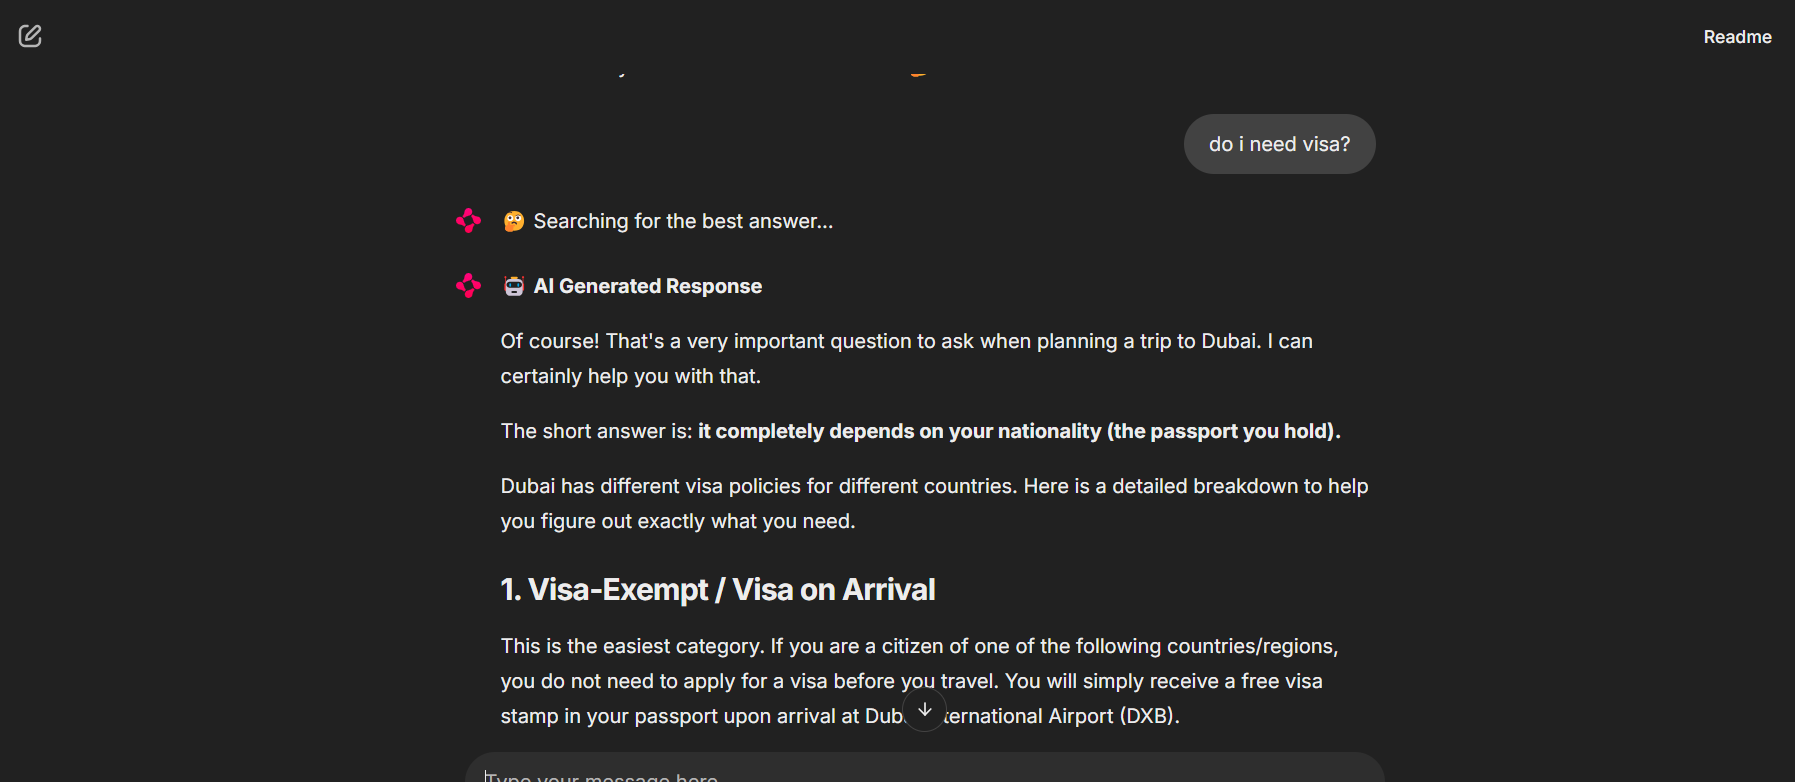 Readme
do i need visa?
🤔 Searching for the best answer...
🤖 AI Generated Response
Of course! That's a very important question to ask when planning a trip to Dubai. I can
certainly help you with that.
The short answer is: it completely depends on your nationality (the passport you hold).
Dubai has different visa policies for different countries. Here is a detailed breakdown to help
you figure out exactly what you need.
1. Visa-Exempt / Visa on Arrival
This is the easiest category. If you are a citizen of one of the following countries/regions,
you do not need to apply for a visa before you travel. You will simply receive a free visa
stamp in your passport upon arrival at Dub ternational Airport (DXB).
Type your message here